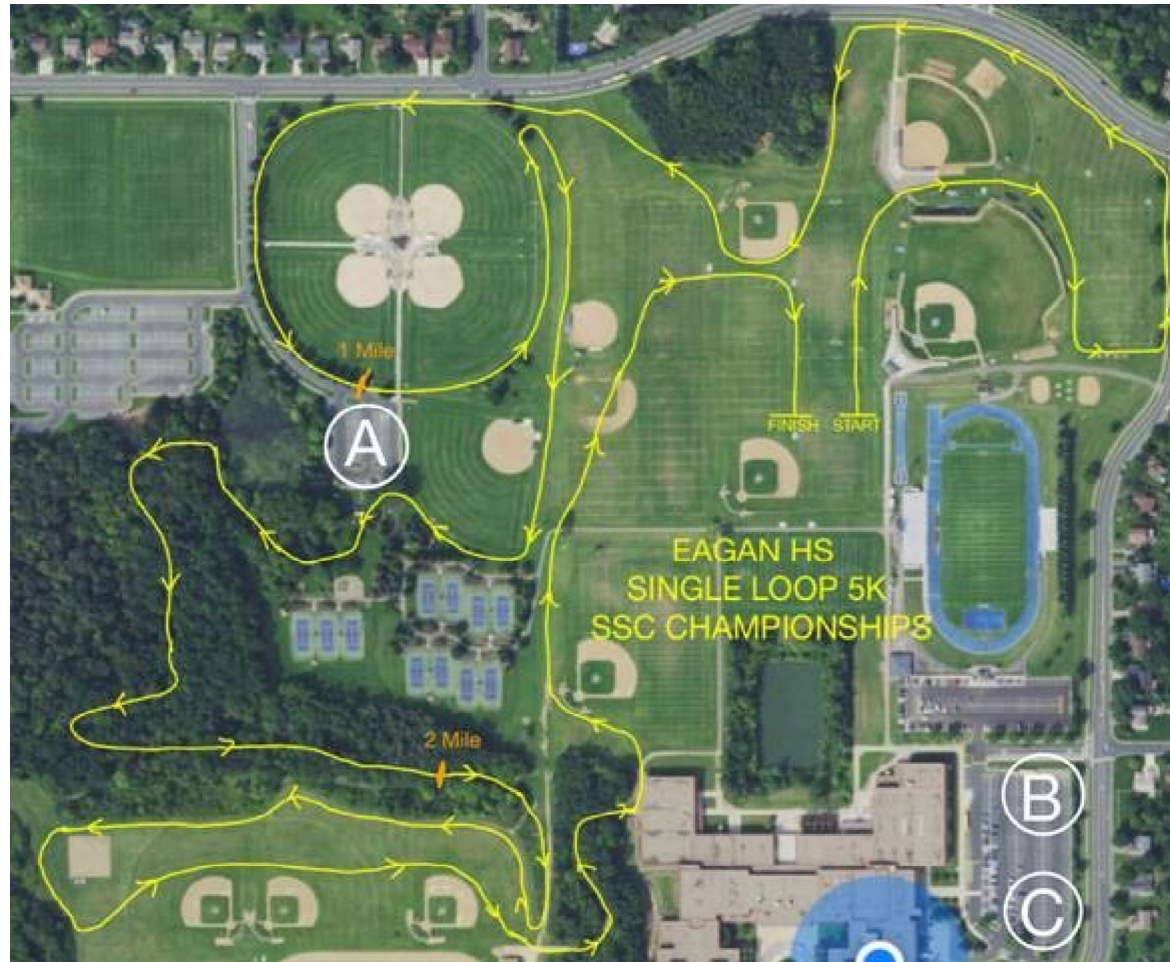 1 Mile
A
FINISH
START
EAGAN HS
SINGLE LOOP 5K
SSC CHAMPIONSHIPS
2 Mile
B
C